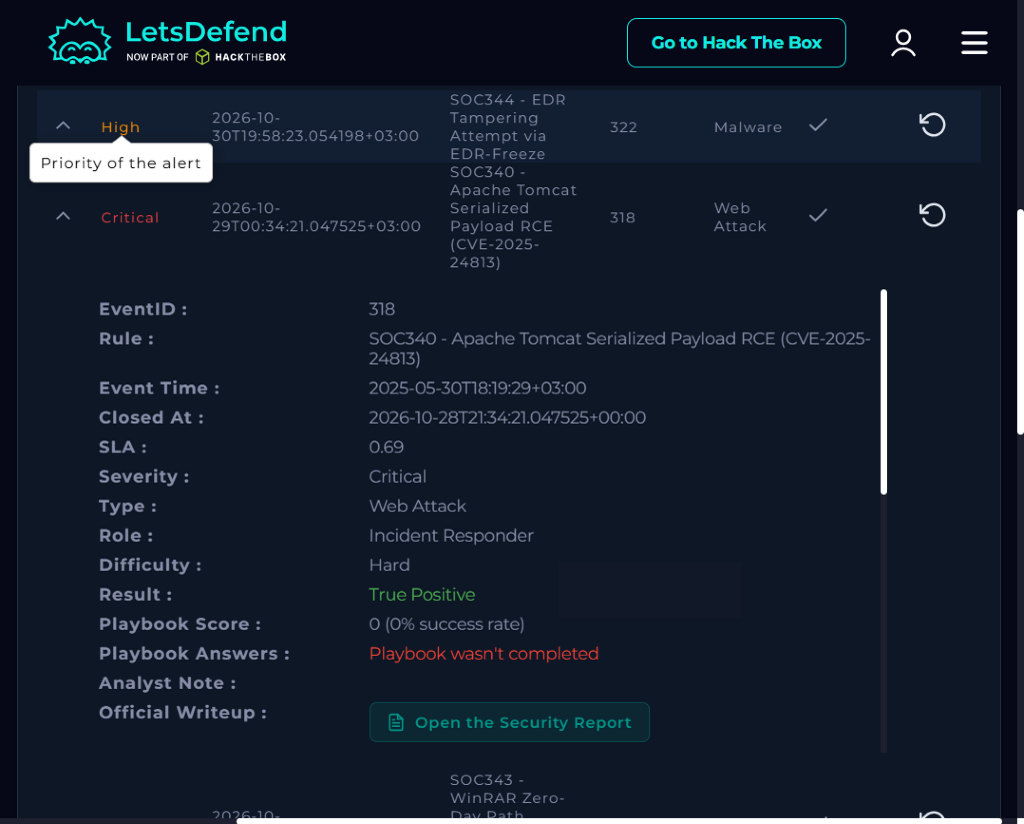 LetsDefend
NOW PART OF HACKTHEBOX
Go to Hack The Box
High
2026-10-
30T19:58:23.054198+03:00
SOC344 - EDR
Tampering
Attempt via
EDR-Freeze
322
Malware
Priority of the alert
Critical
2026-10-
29T00:34:21.047525+03:00
SOC340 -
Apache Tomcat
Serialized
Payload RCE
(CVE-2025-
24813)
318
Web
Attack
EventID :
318
Rule :
SOC340 - Apache Tomcat Serialized Payload RCE (CVE-2025-
24813)
Event Time :
2025-05-30T18:19:29+03:00
Closed At :
2026-10-28T21:34:21.047525+00:00
SLA :
0.69
Severity :
Critical
Type :
Web Attack
Role :
Incident Responder
Difficulty :
Hard
Result :
True Positive
Playbook Score :
0 (0% success rate)
Playbook Answers :
Playbook wasn't completed
Analyst Note :
Official Writeup :
Open the Security Report
2026-10-
SOC343 -
WinRAR Zero-
Day Path